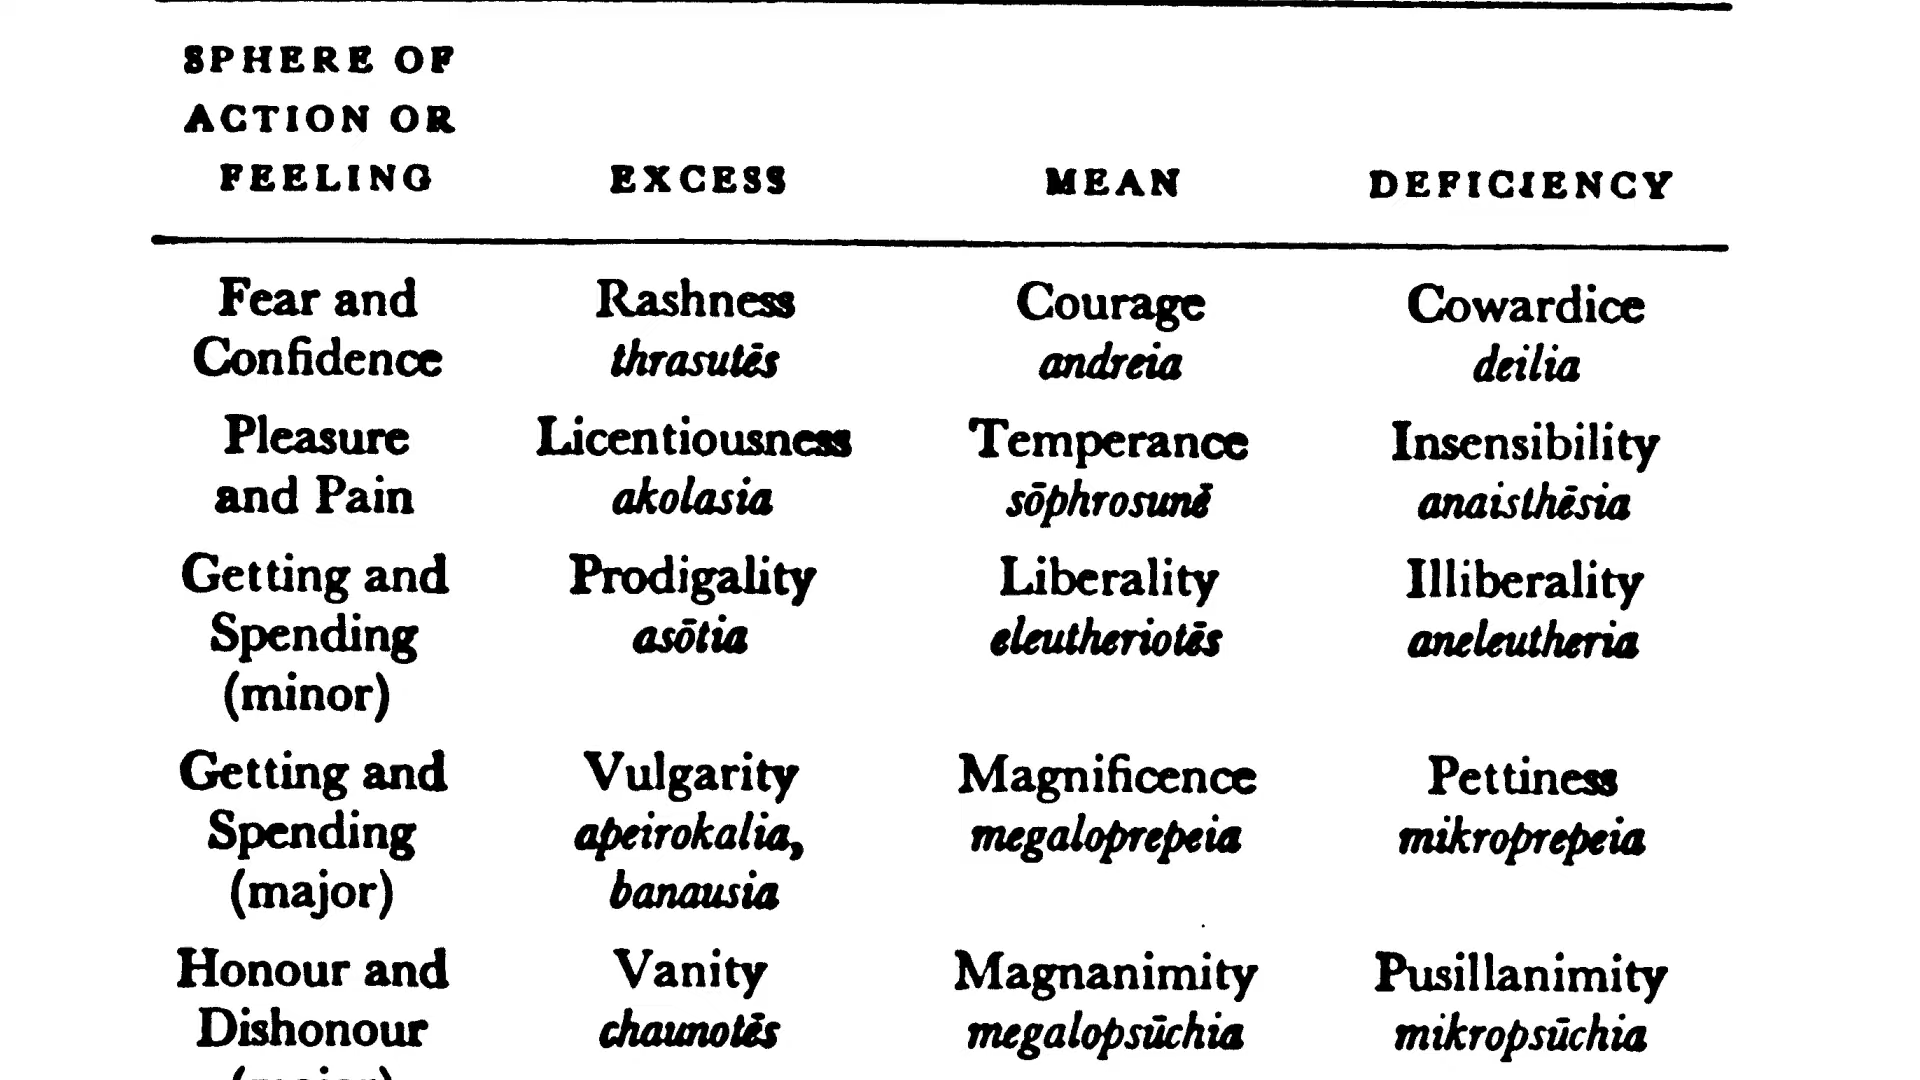 SPHERE OF
ACTION OR
FEELING EXCESS MEAN DEFICIENCY
Fear and Rashness Courage Cowardice
Confidence thrasutēs andreia deilia
Pleasure Licentiousness Temperance Insensibility
and Pain akolasia sōphrosunē anaisthēsia
Getting and Prodigality Liberality Illiberality
Spending asōtia eleutheriotēs aneleutheria
(minor)
Getting and Vulgarity Magnificence Pettiness
Spending apeirokalia, megaloprepeia mikroprepeia
(major) banausia
Honour and Vanity Magnanimity Pusillanimity
Dishonour chaunotēs megalopsūchia mikropsūchia